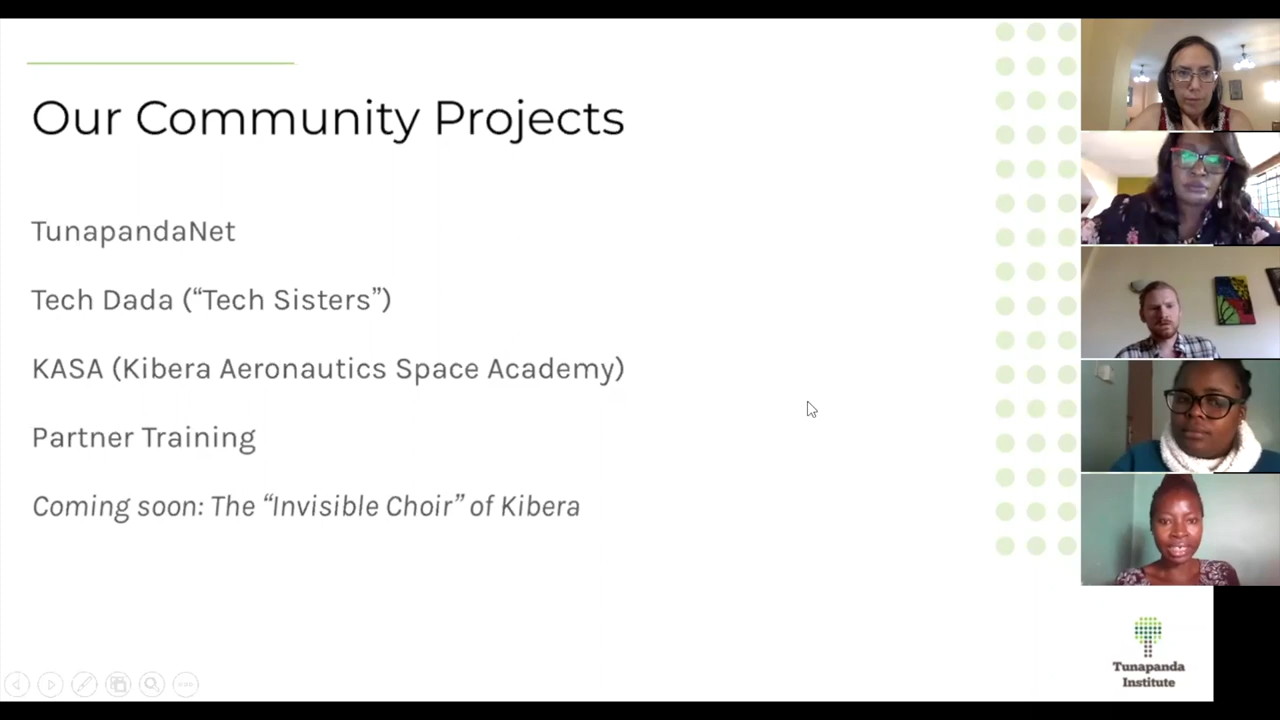 Our Community Projects
TunapandaNet
Tech Dada (“Tech Sisters”)
KASA (Kibera Aeronautics Space Academy)
Partner Training
Coming soon: The “Invisible Choir” of Kibera
Tunapanda
Institute